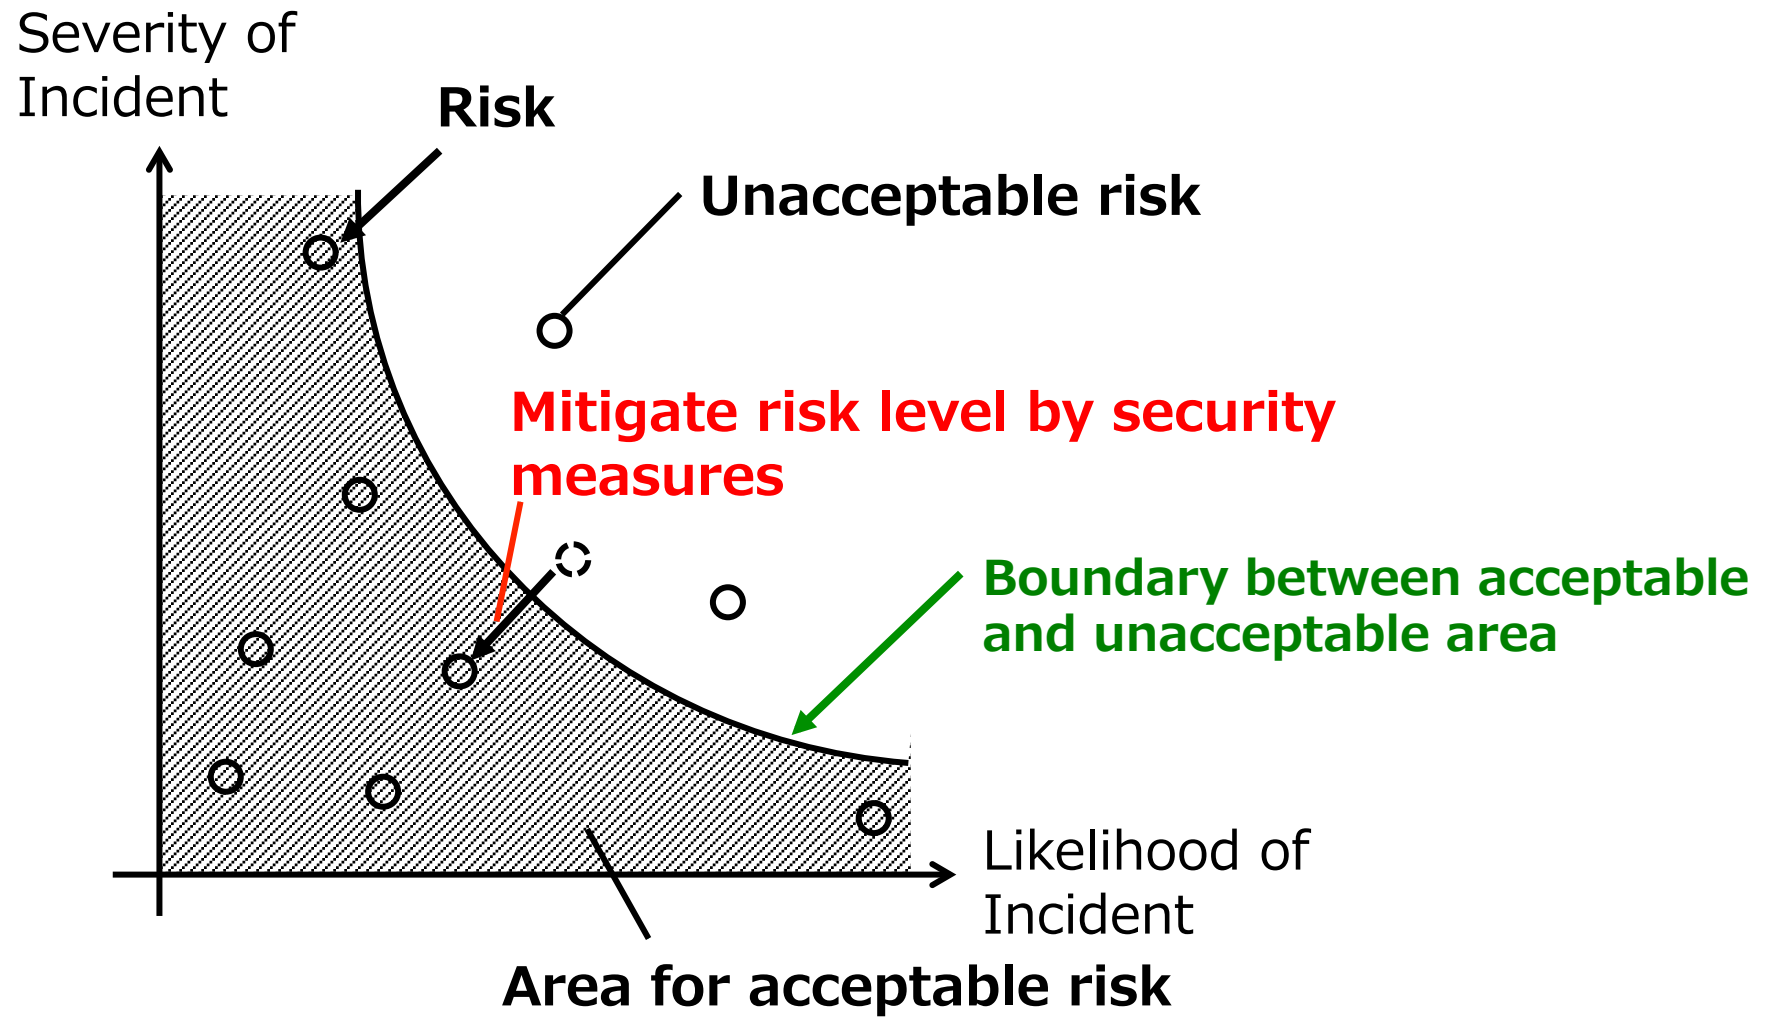 Severity of
Incident
Risk
Unacceptable risk
Mitigate risk level by security
measures
Boundary between acceptable
and unacceptable area
Likelihood of
Incident
Area for acceptable risk